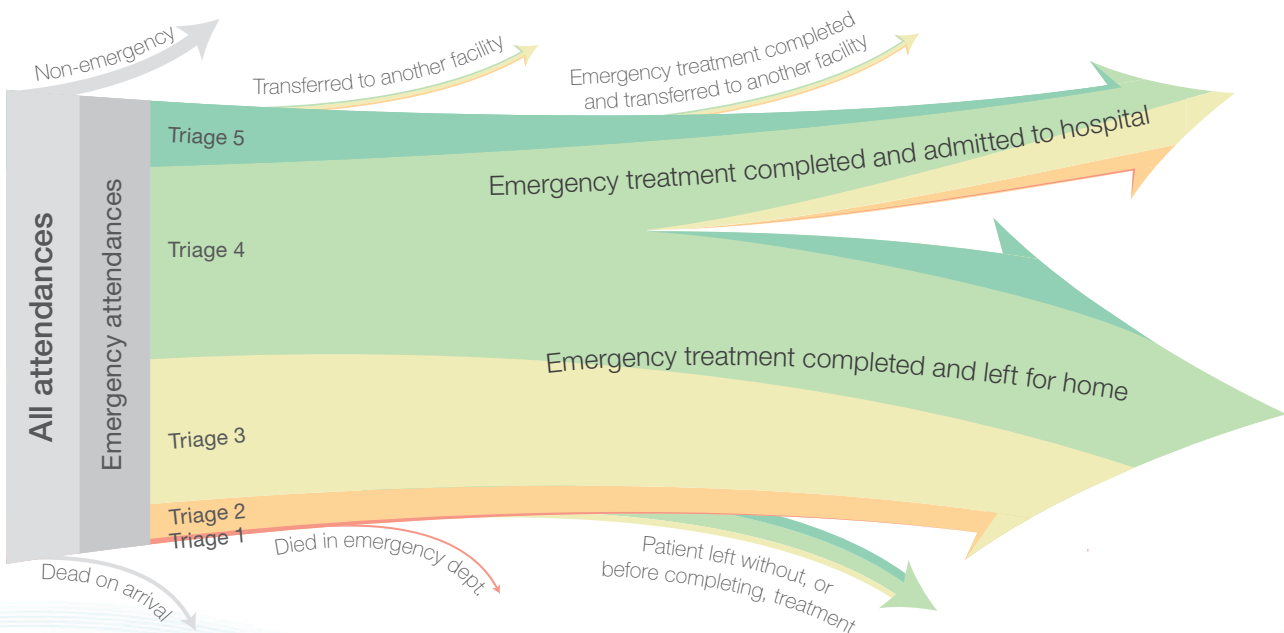 Non-emergency
Transferred to another facility
Emergency treatment completed
and transferred to another facility
All attendances
Emergency attendances
Triage 5
Emergency treatment completed and admitted to hospital
Triage 4
Emergency treatment completed and left for home
Triage 3
Triage 2
Triage 1
Dead on arrival
Died in emergency dept.
Patient left without, or
before completing, treatment